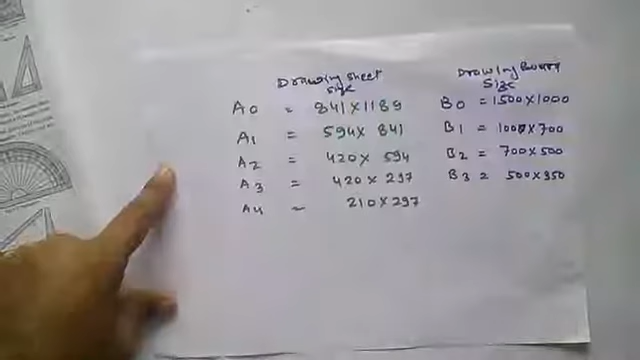 Drawing sheet
size
A0 = 841 X 1189
A1 = 594 X 841
A2 = 420 X 594
A3 = 420 X 297
A4 = 210 X 297
Drawing Board
Size
B0 = 1500 X 1000
B1 = 1000 X 700
B2 = 700 X 500
B3 = 500 X 350